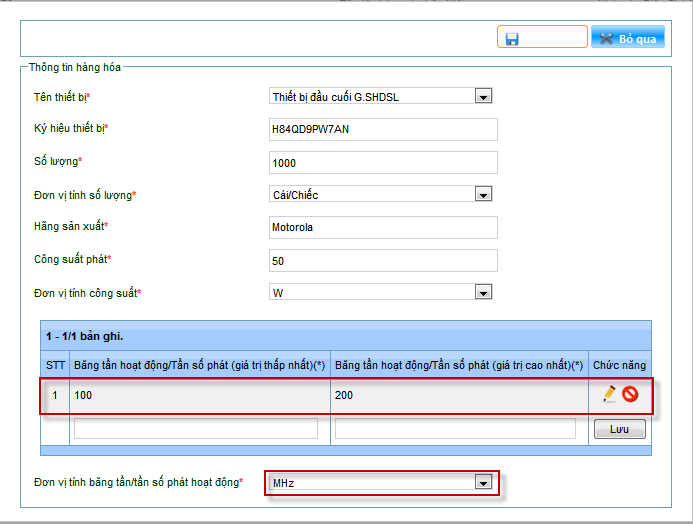 Bỏ qua
Thông tin hàng hóa
Tên thiết bị* Thiết bị đầu cuối G.SHDSL
Ký hiệu thiết bị* H84QD9PW7AN
Số lượng* 1000
Đơn vị tính số lượng* Cái/Chiếc
Hãng sản xuất* Motorola
Công suất phát* 50
Đơn vị tính công suất* W
1 - 1/1 bản ghi.
STT Băng tần hoạt động/Tần số phát (giá trị thấp nhất)(*) Băng tần hoạt động/Tần số phát (giá trị cao nhất)(*) Chức năng
1 100 200
Lưu
Đơn vị tính băng tần/tần số phát hoạt động* MHz